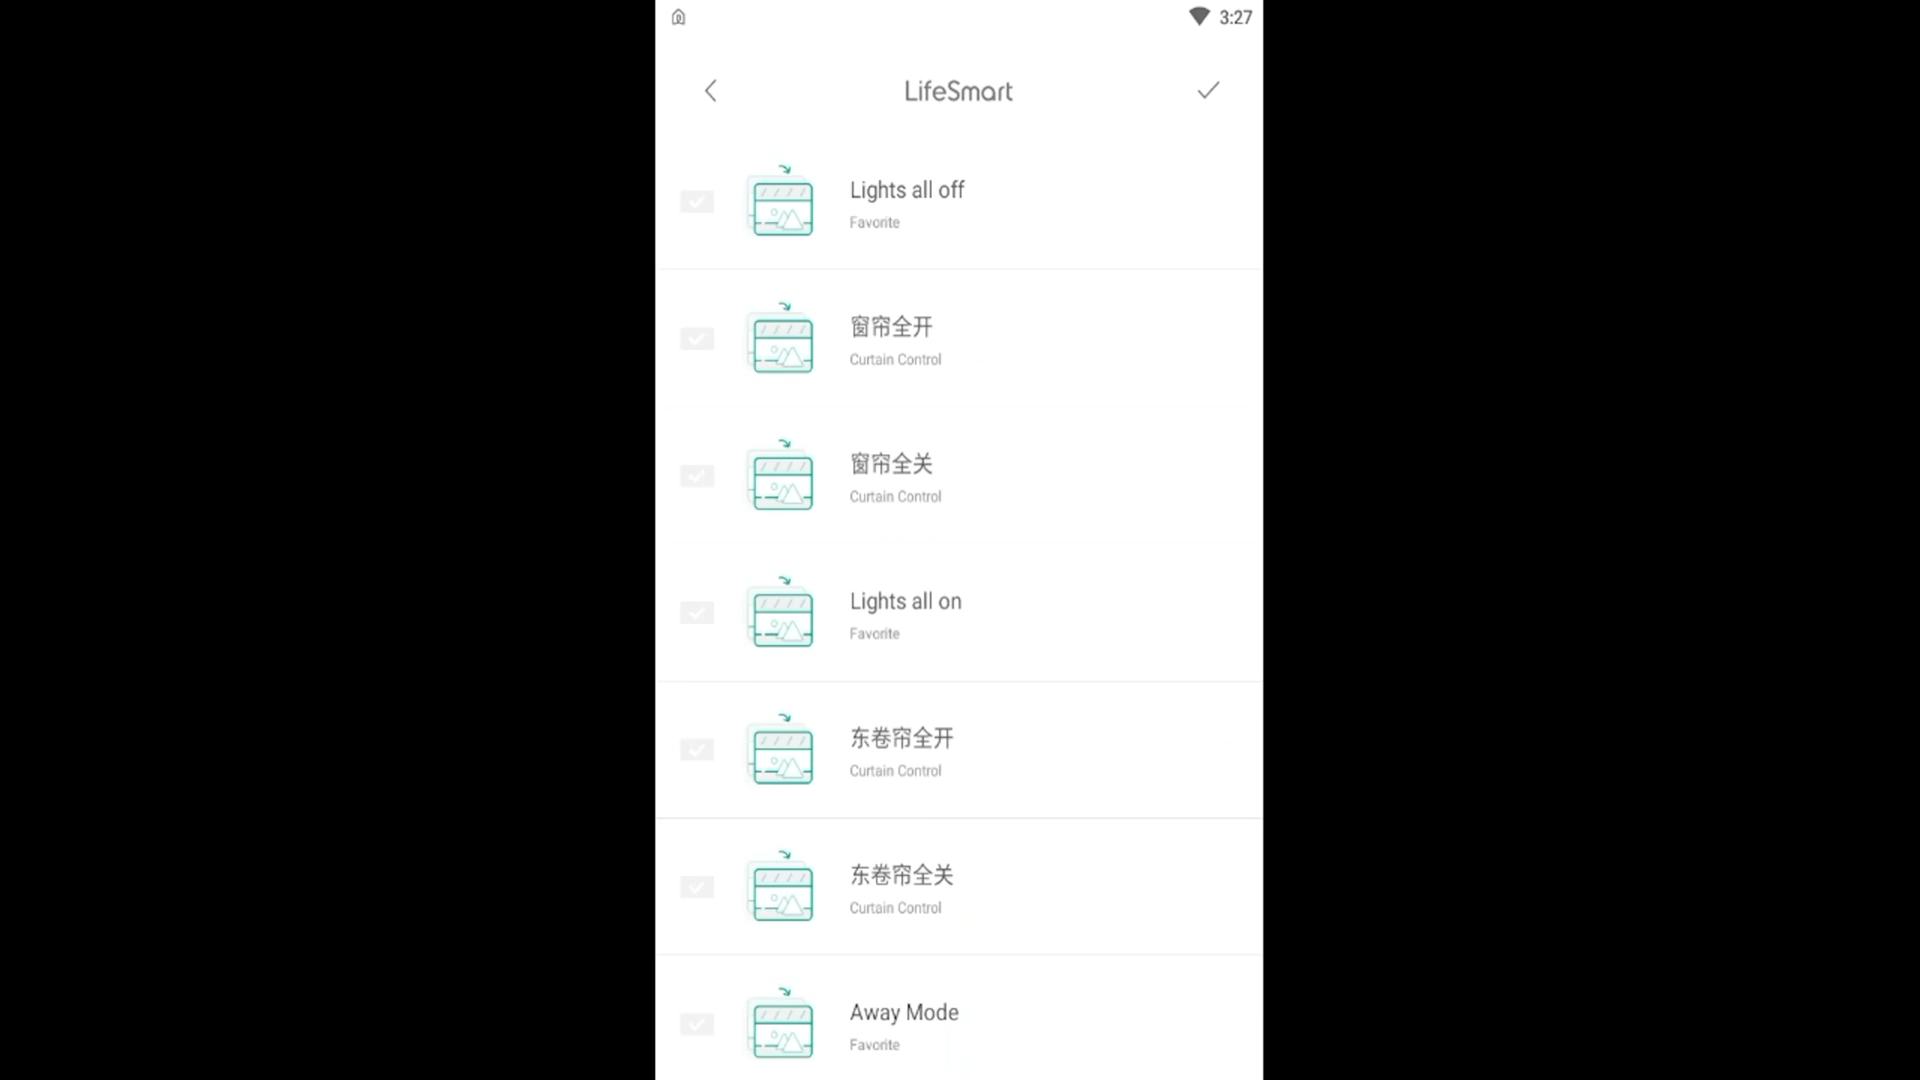 3:27
LifeSmart
Lights all off
Favorite
窗帘全开
Curtain Control
窗帘全关
Curtain Control
Lights all on
Favorite
东卷帘全开
Curtain Control
东卷帘全关
Curtain Control
Away Mode
Favorite